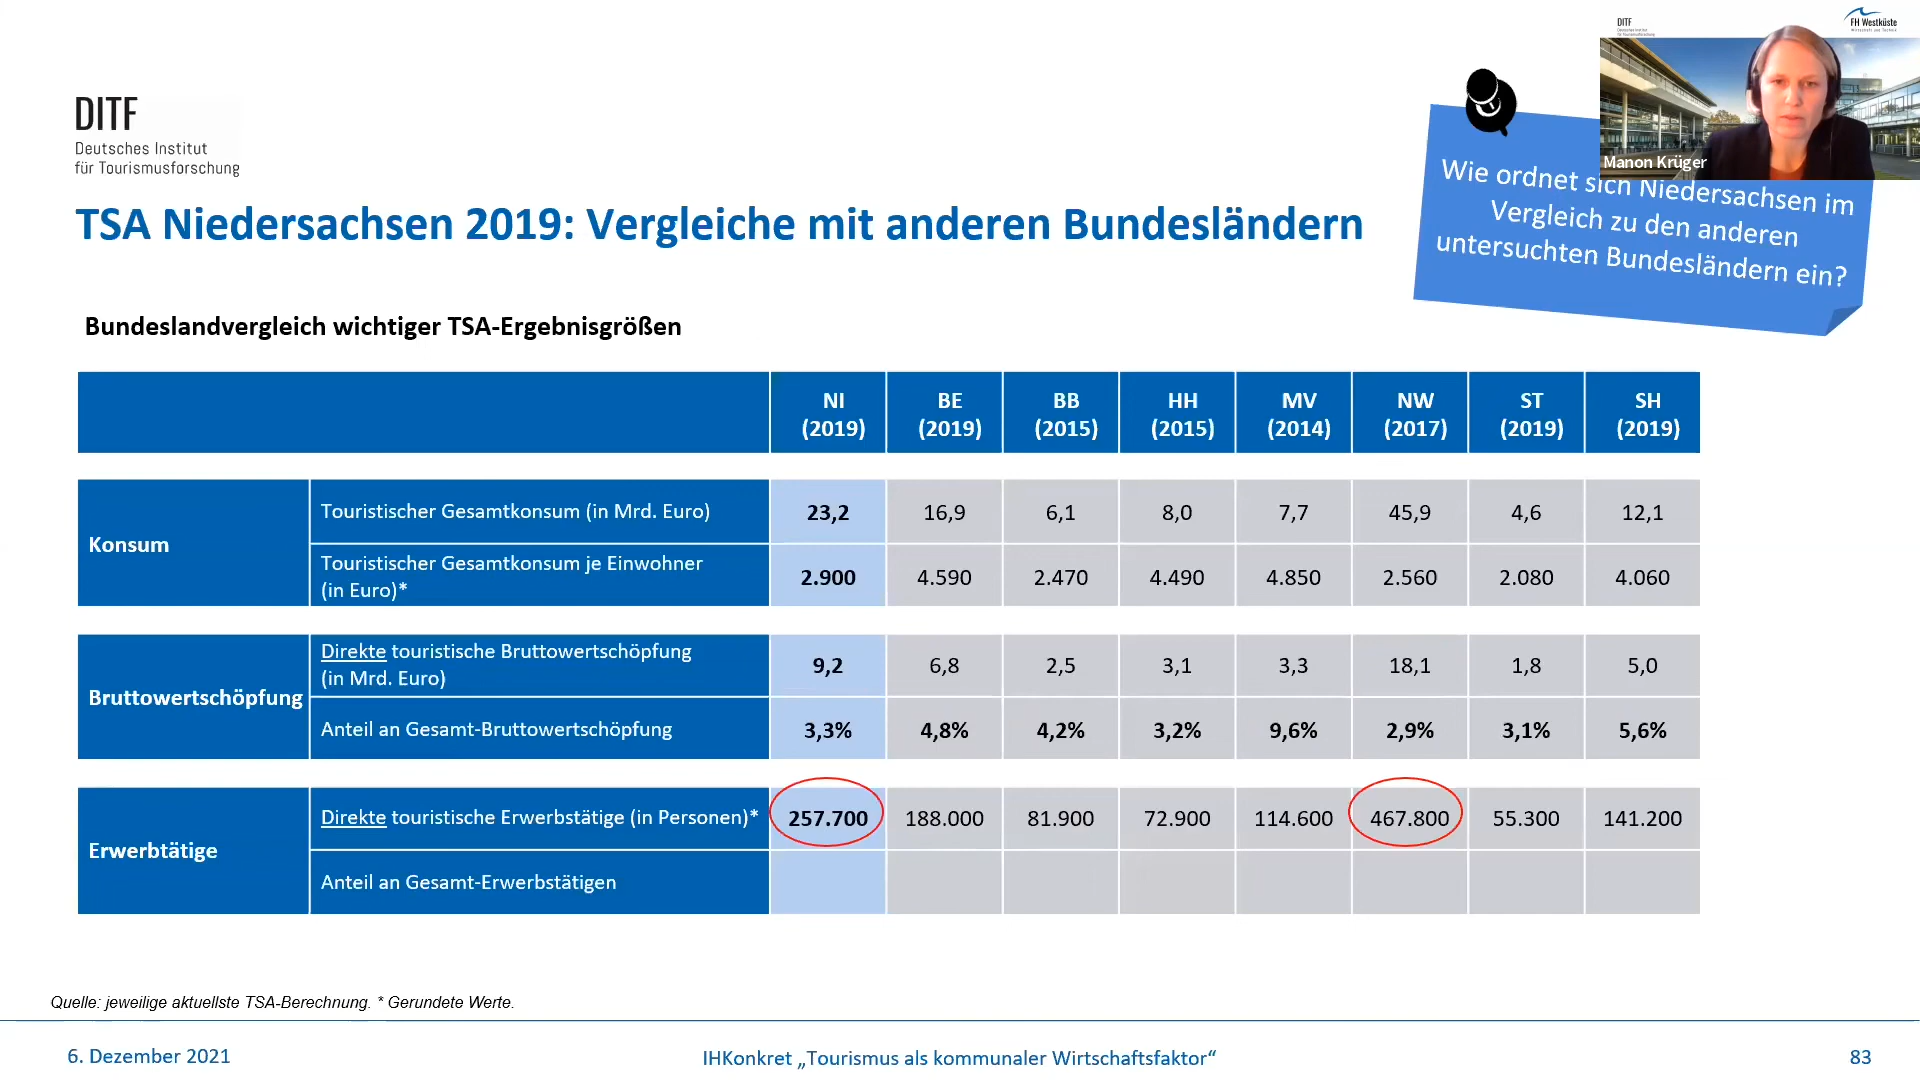 DITF
Deutsches Institut
für Tourismusforschung
TSA Niedersachsen 2019: Vergleiche mit anderen Bundesländern
DITF
FH Westküste
Manon Krüger
Wie ordnet sich Niedersachsen im
Vergleich zu den anderen
untersuchten Bundesländern ein?
Bundeslandvergleich wichtiger TSA-Ergebnisgrößen
NI BE BB HH MV NW ST SH
(2019) (2019) (2015) (2015) (2014) (2017) (2019) (2019)
Konsum
Touristischer Gesamtkonsum (in Mrd. Euro) 23,2 16,9 6,1 8,0 7,7 45,9 4,6 12,1
Touristischer Gesamtkonsum je Einwohner
(in Euro)* 2.900 4.590 2.470 4.490 4.850 2.560 2.080 4.060
Bruttowertschöpfung
Direkte touristische Bruttowertschöpfung
(in Mrd. Euro) 9,2 6,8 2,5 3,1 3,3 18,1 1,8 5,0
Anteil an Gesamt-Bruttowertschöpfung 3,3% 4,8% 4,2% 3,2% 9,6% 2,9% 3,1% 5,6%
Erwerbtätige
Direkte touristische Erwerbstätige (in Personen)* 257.700 188.000 81.900 72.900 114.600 467.800 55.300 141.200
Anteil an Gesamt-Erwerbstätigen
Quelle: jeweilige aktuellste TSA-Berechnung. * Gerundete Werte.
6. Dezember 2021
IHKonkret „Tourismus als kommunaler Wirtschaftsfaktor“
83